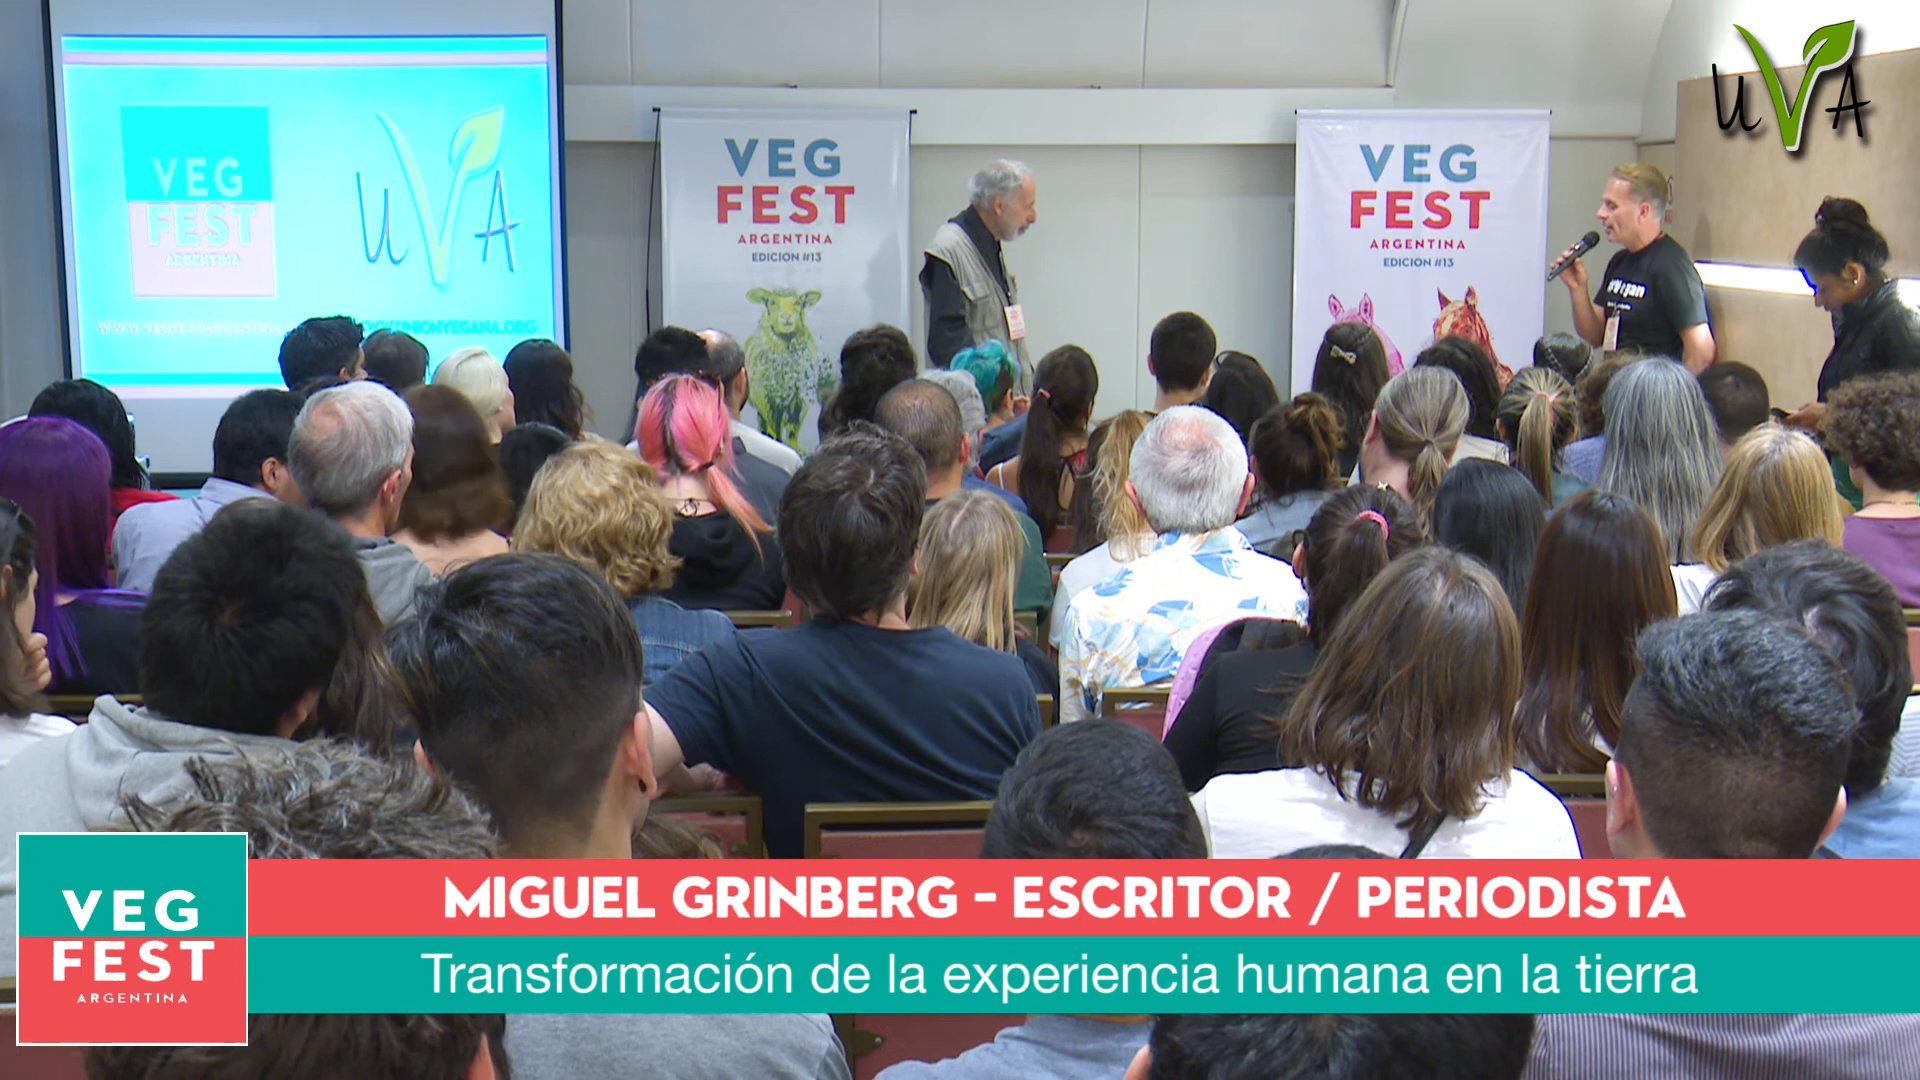 UVA
VEG
FEST
ARGENTINA
UVA
VEG
FEST
ARGENTINA
EDICION #13
VEG
FEST
ARGENTINA
EDICION #13
VEG
FEST
ARGENTINA
MIGUEL GRINBERG - ESCRITOR / PERIODISTA
Transformación de la experiencia humana en la tierra